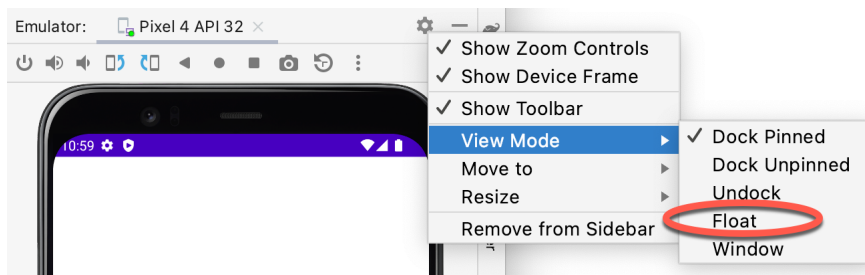 Emulator: Pixel 4 API 32
Show Zoom Controls
Show Device Frame
Show Toolbar
View Mode
Move to
Resize
Remove from Sidebar
Dock Pinned
Dock Unpinned
Undock
Float
Window
10:59